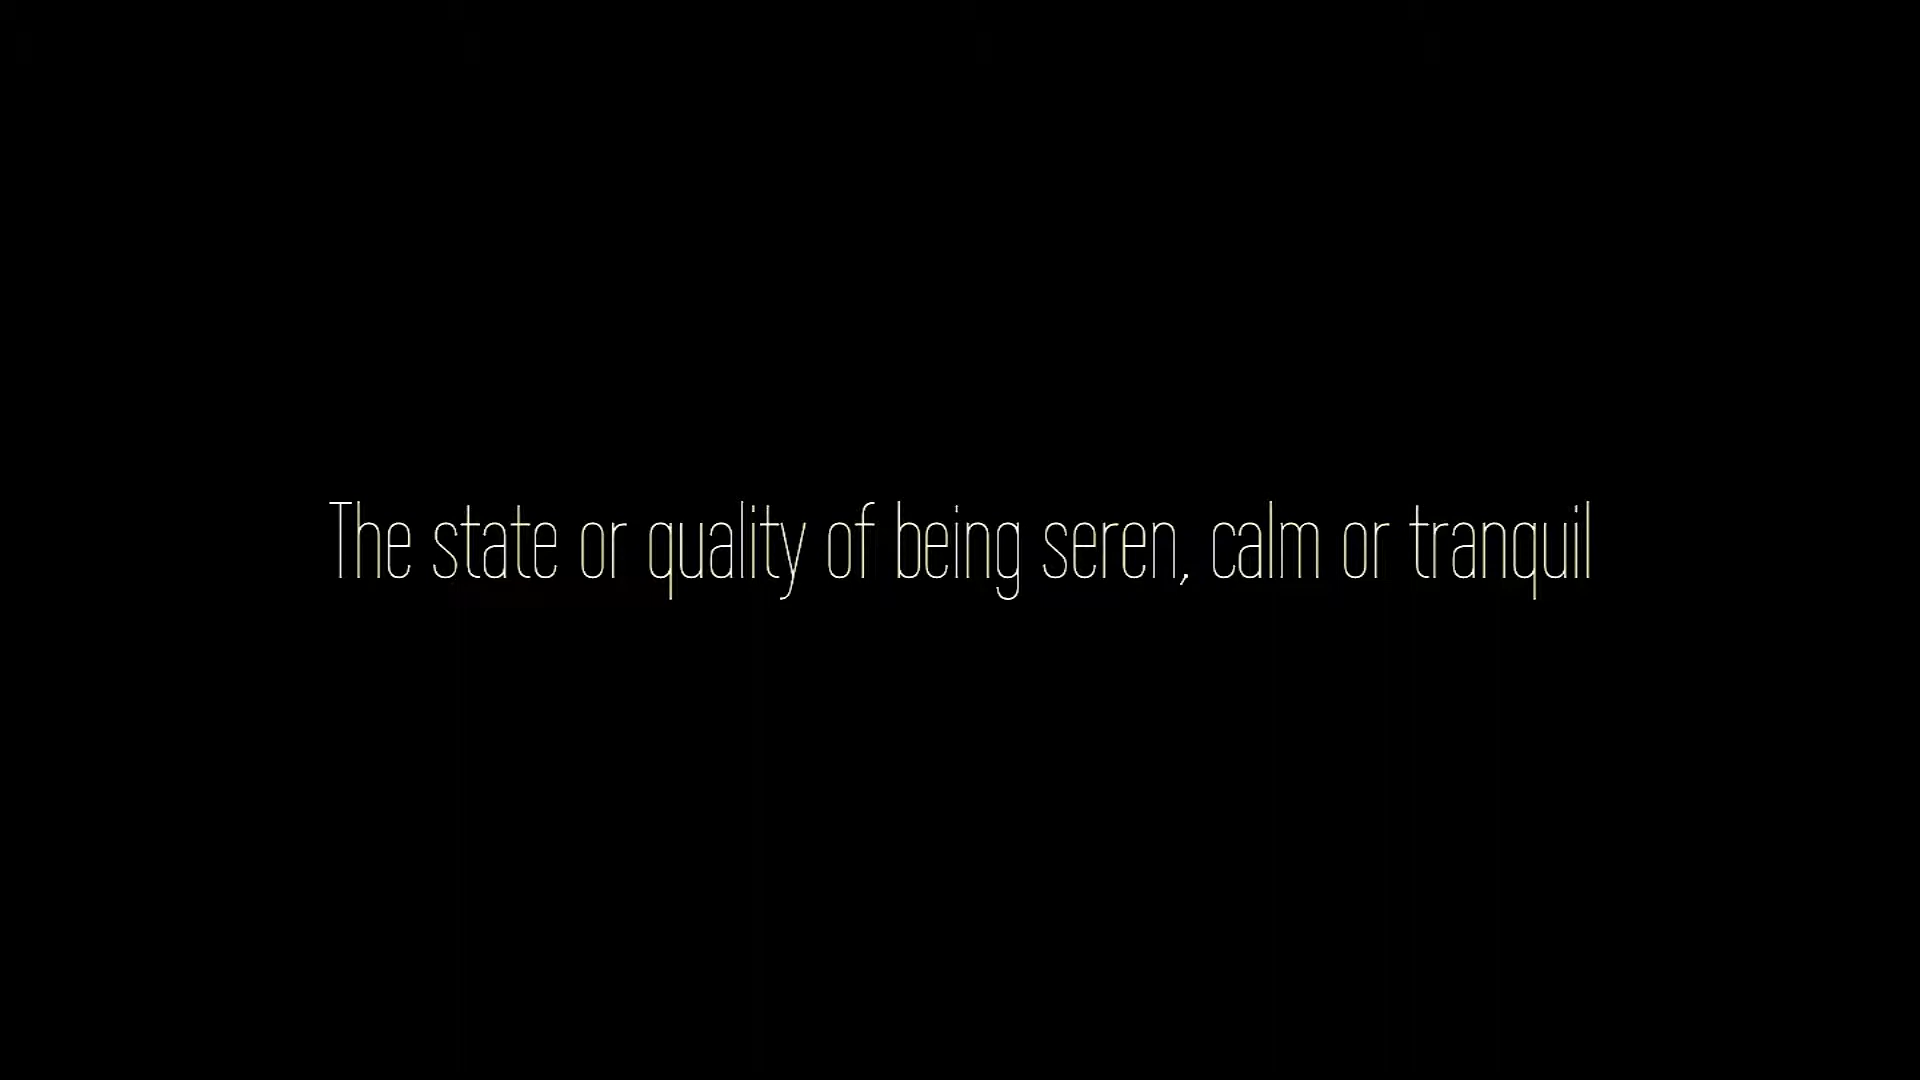 The state or quality of being seren, calm or tranquil